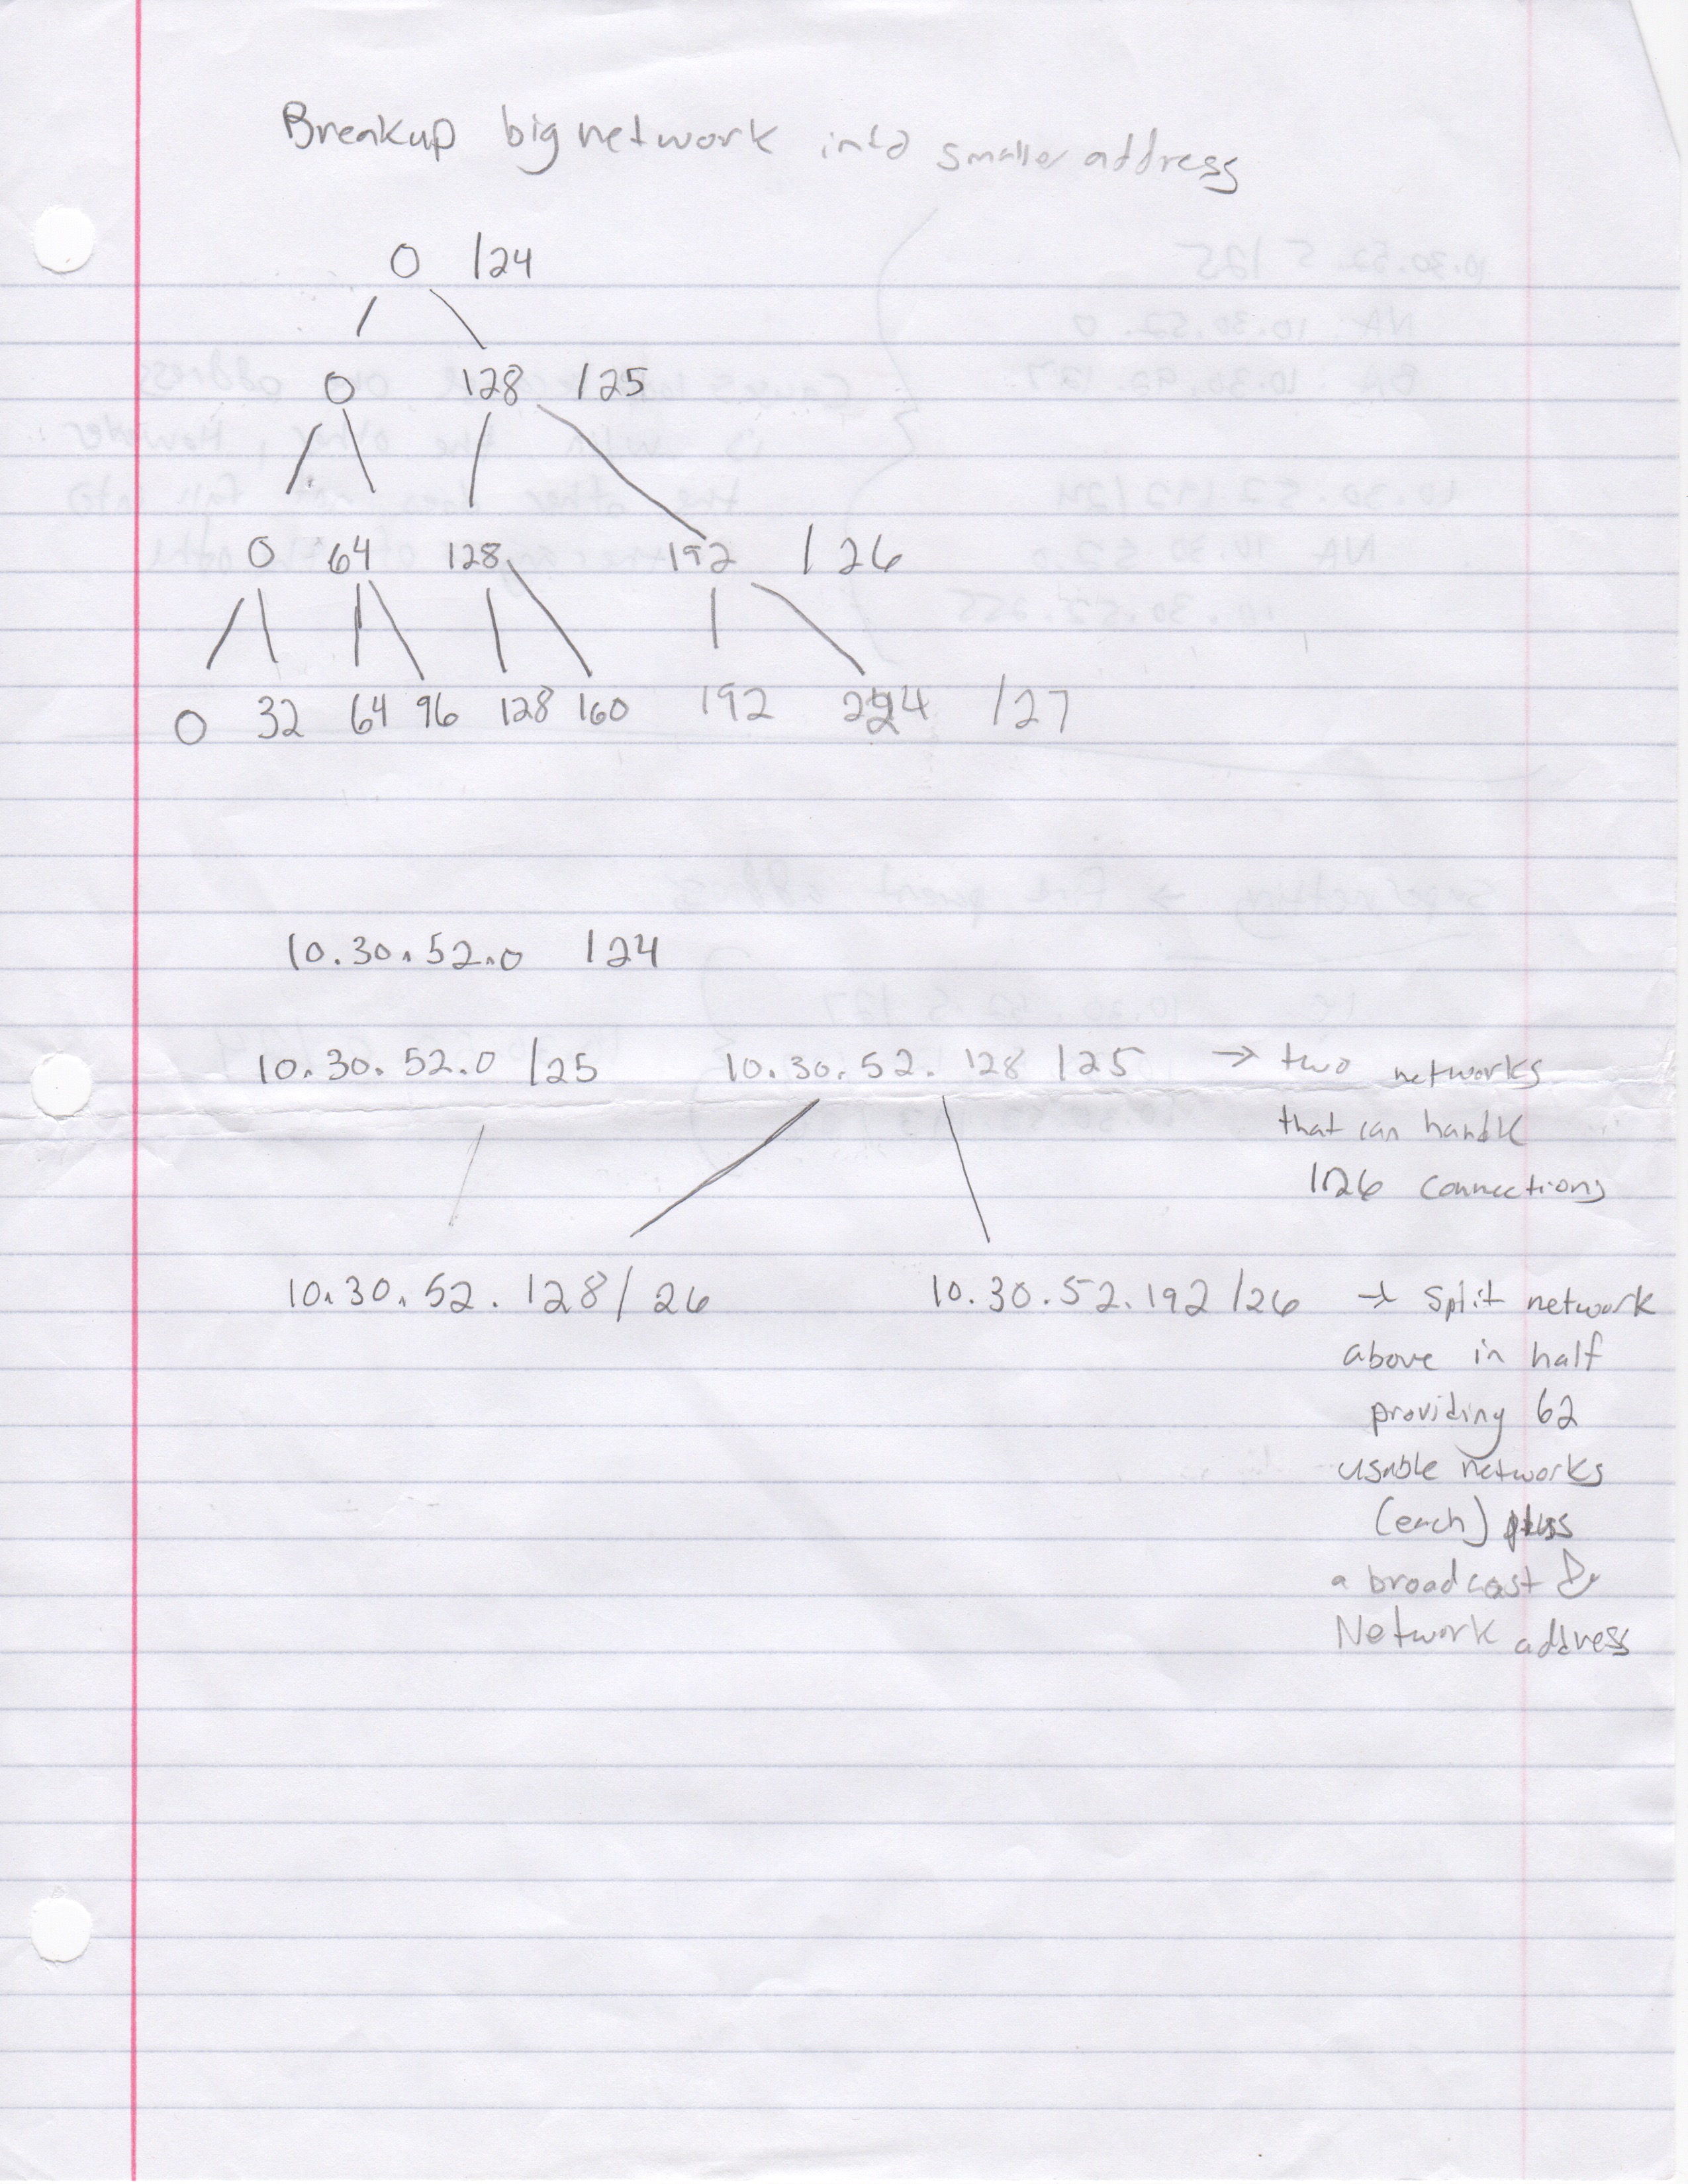 Breakup big network into smaller address
0 /24
0 128 /25
0 64 128 192 /26
0 32 64 96 128 160 192 224 /27
10.30.52.0 /24
10.30.52.0 /25 10.30.52.128 /25 → two networks
that can handle
126 connections
10.30.52.128/26 10.30.52.192/26 → split network
above in half
providing 62
usable networks
(each) plus
a broadcast &
Network address